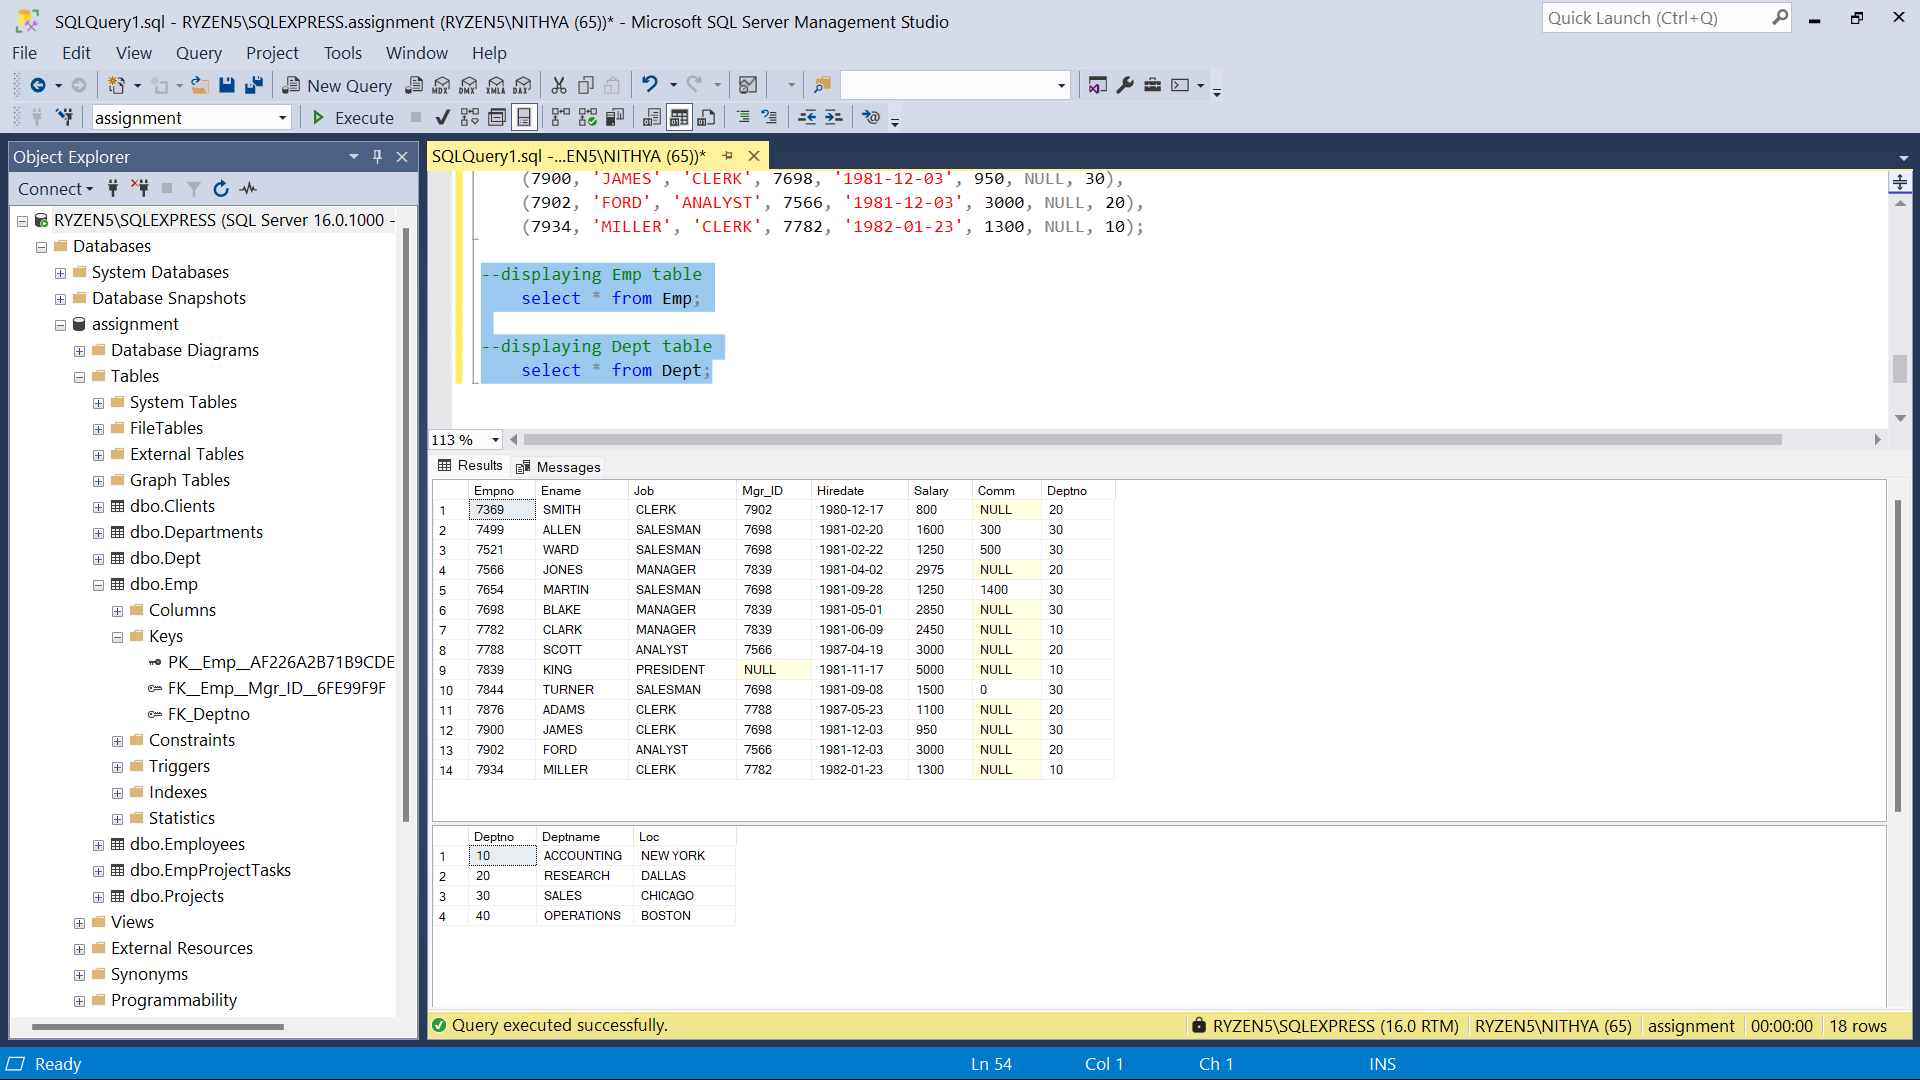 SQLQuery1.sql - RYZEN5\SQLEXPRESS.assignment (RYZEN5\NITHYA (65))* - Microsoft SQL Server Management Studio
Quick Launch (Ctrl+Q)
File Edit View Query Project Tools Window Help
New Query MDX DMX XMLA DAX
assignment Execute
Object Explorer
Connect
RYZEN5\SQLEXPRESS (SQL Server 16.0.1000 -
Databases
System Databases
Database Snapshots
assignment
Database Diagrams
Tables
System Tables
FileTables
External Tables
Graph Tables
dbo.Clients
dbo.Departments
dbo.Dept
dbo.Emp
Columns
Keys
PK__Emp__AF226A2B71B9CDE
FK__Emp__Mgr_ID__6FE99F9F
FK_Deptno
Constraints
Triggers
Indexes
Statistics
dbo.Employees
dbo.EmpProjectTasks
dbo.Projects
Views
External Resources
Synonyms
Programmability
SQLQuery1.sql -...EN5\NITHYA (65))*
(7900, 'JAMES', 'CLERK', 7698, '1981-12-03', 950, NULL, 30),
(7902, 'FORD', 'ANALYST', 7566, '1981-12-03', 3000, NULL, 20),
(7934, 'MILLER', 'CLERK', 7782, '1982-01-23', 1300, NULL, 10);
--displaying Emp table
select * from Emp;
--displaying Dept table
select * from Dept;
113 %
Results Messages
Empno Ename Job Mgr_ID Hiredate Salary Comm Deptno
1 7369 SMITH CLERK 7902 1980-12-17 800 NULL 20
2 7499 ALLEN SALESMAN 7698 1981-02-20 1600 300 30
3 7521 WARD SALESMAN 7698 1981-02-22 1250 500 30
4 7566 JONES MANAGER 7839 1981-04-02 2975 NULL 20
5 7654 MARTIN SALESMAN 7698 1981-09-28 1250 1400 30
6 7698 BLAKE MANAGER 7839 1981-05-01 2850 NULL 30
7 7782 CLARK MANAGER 7839 1981-06-09 2450 NULL 10
8 7788 SCOTT ANALYST 7566 1987-04-19 3000 NULL 20
9 7839 KING PRESIDENT NULL 1981-11-17 5000 NULL 10
10 7844 TURNER SALESMAN 7698 1981-09-08 1500 0 30
11 7876 ADAMS CLERK 7788 1987-05-23 1100 NULL 20
12 7900 JAMES CLERK 7698 1981-12-03 950 NULL 30
13 7902 FORD ANALYST 7566 1981-12-03 3000 NULL 20
14 7934 MILLER CLERK 7782 1982-01-23 1300 NULL 10
Deptno Deptname Loc
1 10 ACCOUNTING NEW YORK
2 20 RESEARCH DALLAS
3 30 SALES CHICAGO
4 40 OPERATIONS BOSTON
Query executed successfully. RYZEN5\SQLEXPRESS (16.0 RTM) RYZEN5\NITHYA (65) assignment 00:00:00 18 rows
Ready Ln 54 Col 1 Ch 1 INS